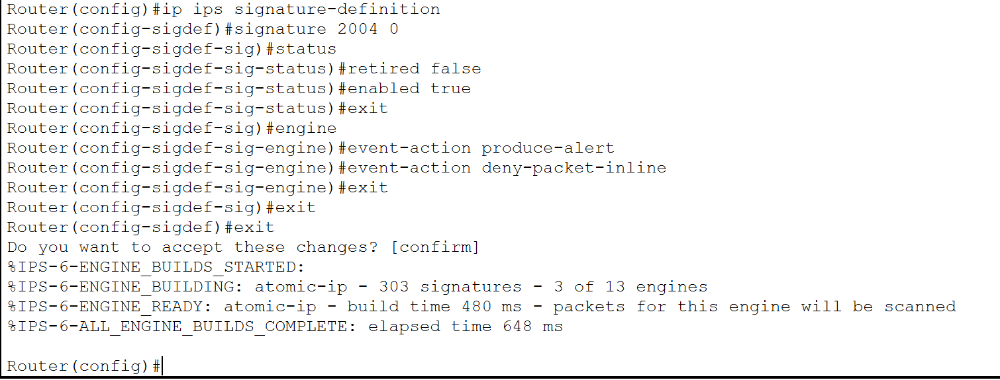 Router(config)#ip ips signature-definition
Router(config-sigdef)#signature 2004 0
Router(config-sigdef-sig)#status
Router(config-sigdef-sig-status)#retired false
Router(config-sigdef-sig-status)#enabled true
Router(config-sigdef-sig-status)#exit
Router(config-sigdef-sig)#engine
Router(config-sigdef-sig-engine)#event-action produce-alert
Router(config-sigdef-sig-engine)#event-action deny-packet-inline
Router(config-sigdef-sig-engine)#exit
Router(config-sigdef-sig)#exit
Router(config-sigdef)#exit
Do you want to accept these changes? [confirm]
%IPS-6-ENGINE_BUILDS_STARTED:
%IPS-6-ENGINE_BUILDING: atomic-ip - 303 signatures - 3 of 13 engines
%IPS-6-ENGINE_READY: atomic-ip - build time 480 ms - packets for this engine will be scanned
%IPS-6-ALL_ENGINE_BUILDS_COMPLETE: elapsed time 648 ms
Router(config)#